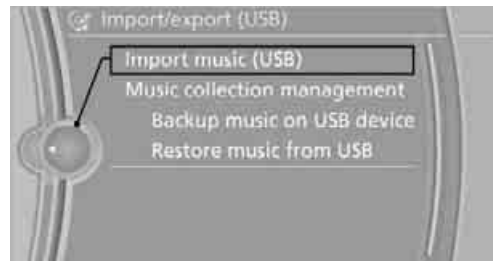 Import/export (USB)
Import music (USB)
Music collection management
Backup music on USB device
Restore music from USB